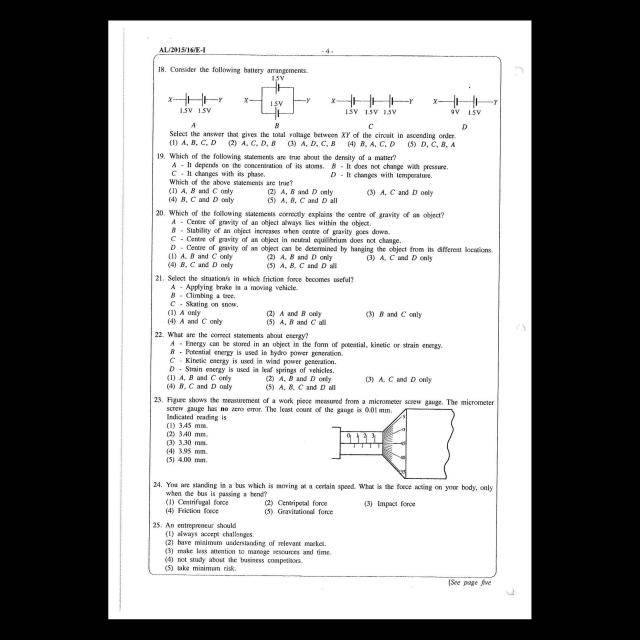 AL/2015/16/E-I
- 4 -
18. Consider the following battery arrangements.
1.5V
X Y X 1.5V Y X Y X Y
1.5V 1.5V 1.5V 1.5V 1.5V 9V 1.5V
A B C D
Select the answer that gives the total voltage between XY of the circuit in ascending order.
(1) A, B, C, D (2) A, C, D, B (3) A, D, C, B (4) B, A, C, D (5) D, C, B, A
19. Which of the following statements are true about the density of a matter?
A - It depends on the concentration of its atoms. B - It does not change with pressure.
C - It changes with its phase. D - It changes with temperature.
Which of the above statements are true?
(1) A, B and C only (2) A, B and D only (3) A, C and D only
(4) B, C and D only (5) A, B, C and D all
20. Which of the following statements correctly explains the centre of gravity of an object?
A - Centre of gravity of an object always lies within the object.
B - Stability of an object increases when centre of gravity goes down.
C - Centre of gravity of an object in neutral equilibrium does not change.
D - Centre of gravity of an object can be determined by hanging the object from its different locations.
(1) A, B and C only (2) A, B and D only (3) A, C and D only
(4) B, C and D only (5) A, B, C and D all
21. Select the situation/s in which friction force becomes useful?
A - Applying brake in a moving vehicle.
B - Climbing a tree.
C - Skating on snow.
(1) A only (2) A and B only (3) B and C only
(4) A and C only (5) A, B and C all
22. What are the correct statements about energy?
A - Energy can be stored in an object in the form of potential, kinetic or strain energy.
B - Potential energy is used in hydro power generation.
C - Kinetic energy is used in wind power generation.
D - Strain energy is used in leaf springs of vehicles.
(1) A, B and C only (2) A, B and D only (3) A, C and D only
(4) B, C and D only (5) A, B, C and D all
23. Figure shows the measurement of a work piece measured from a micrometer screw gauge. The micrometer
screw gauge has no zero error. The least count of the gauge is 0.01 mm.
Indicated reading is
(1) 3.45 mm.
(2) 3.40 mm.
(3) 3.30 mm.
(4) 3.95 mm.
(5) 4.00 mm.
0 1 2 3
24. You are standing in a bus which is moving at a certain speed. What is the force acting on your body, only
when the bus is passing a bend?
(1) Centrifugal force (2) Centripetal force (3) Impact force
(4) Friction force (5) Gravitational force
25. An entrepreneur should
(1) always accept challenges.
(2) have minimum understanding of relevant market.
(3) make less attention to manage resources and time.
(4) not study about the business competitors.
(5) take minimum risk.
[See page five